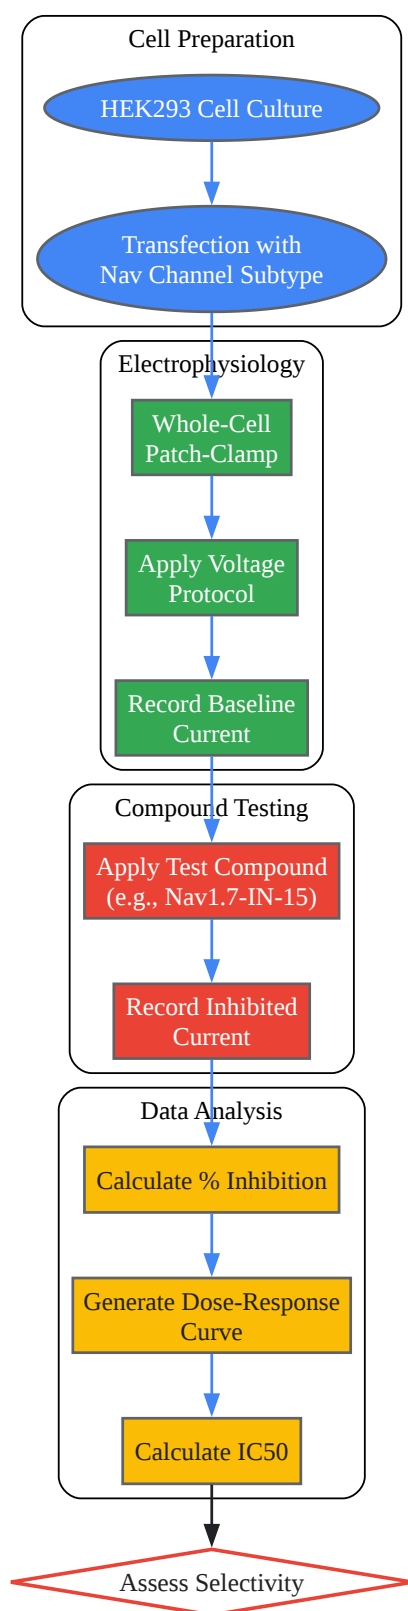 Cell Preparation
HEK293 Cell Culture
Transfection with
Nav Channel Subtype
Electrophysiology
Whole-Cell
Patch-Clamp
Apply Voltage
Protocol
Record Baseline
Current
Compound Testing
Apply Test Compound
(e.g., Nav1.7-IN-15)
Record Inhibited
Current
Data Analysis
Calculate % Inhibition
Generate Dose-Response
Curve
Calculate IC50
Assess Selectivity